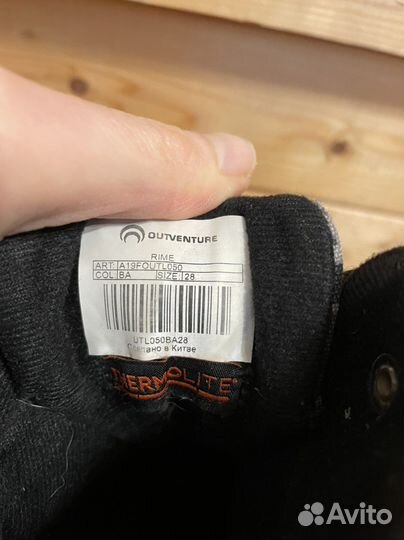 OUTVENTURE
RIME
ART: A19FOUTL050
COL: BA SIZE: 28
UTL050BA28
Сделано в Китае
THERMOLITE
Avito